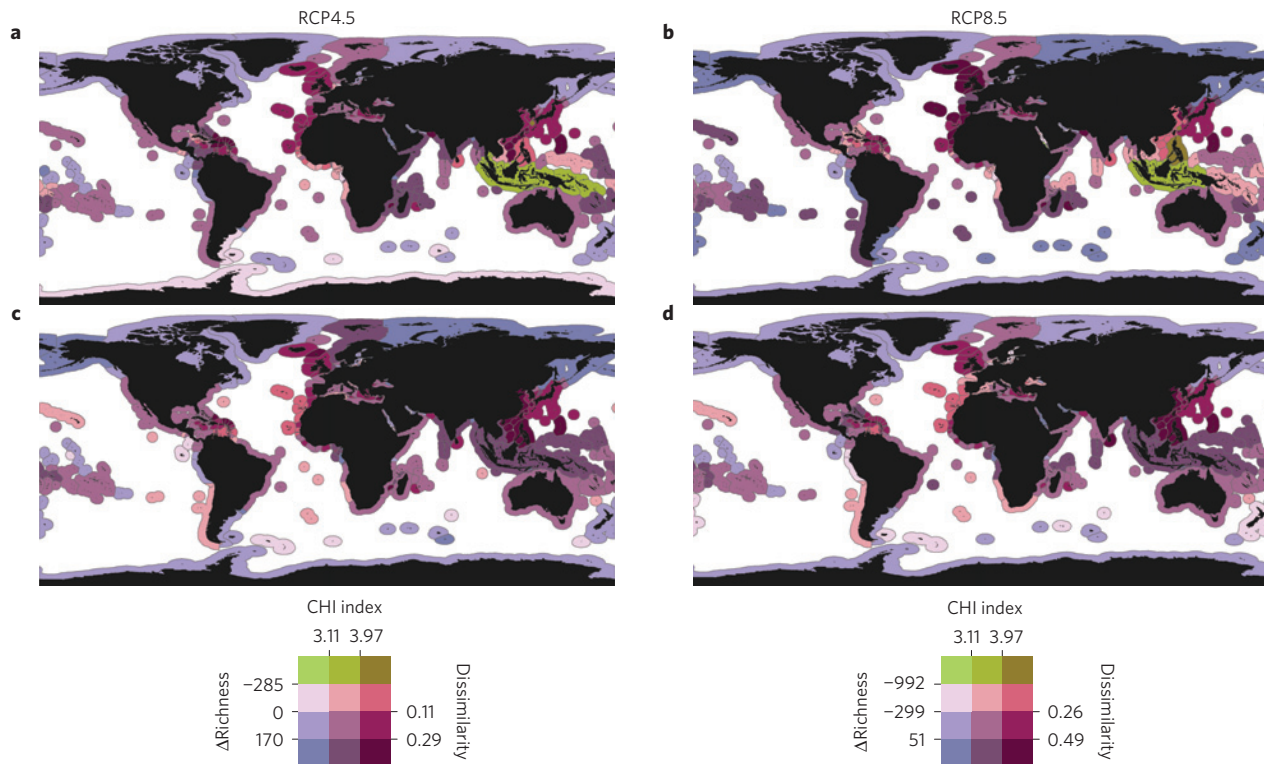 RCP4.5
RCP8.5
a
b
c
d
CHI index
3.11 3.97
ΔRichness
−285
0
170
0.11
0.29
Dissimilarity
CHI index
3.11 3.97
ΔRichness
−992
−299
51
0.26
0.49
Dissimilarity